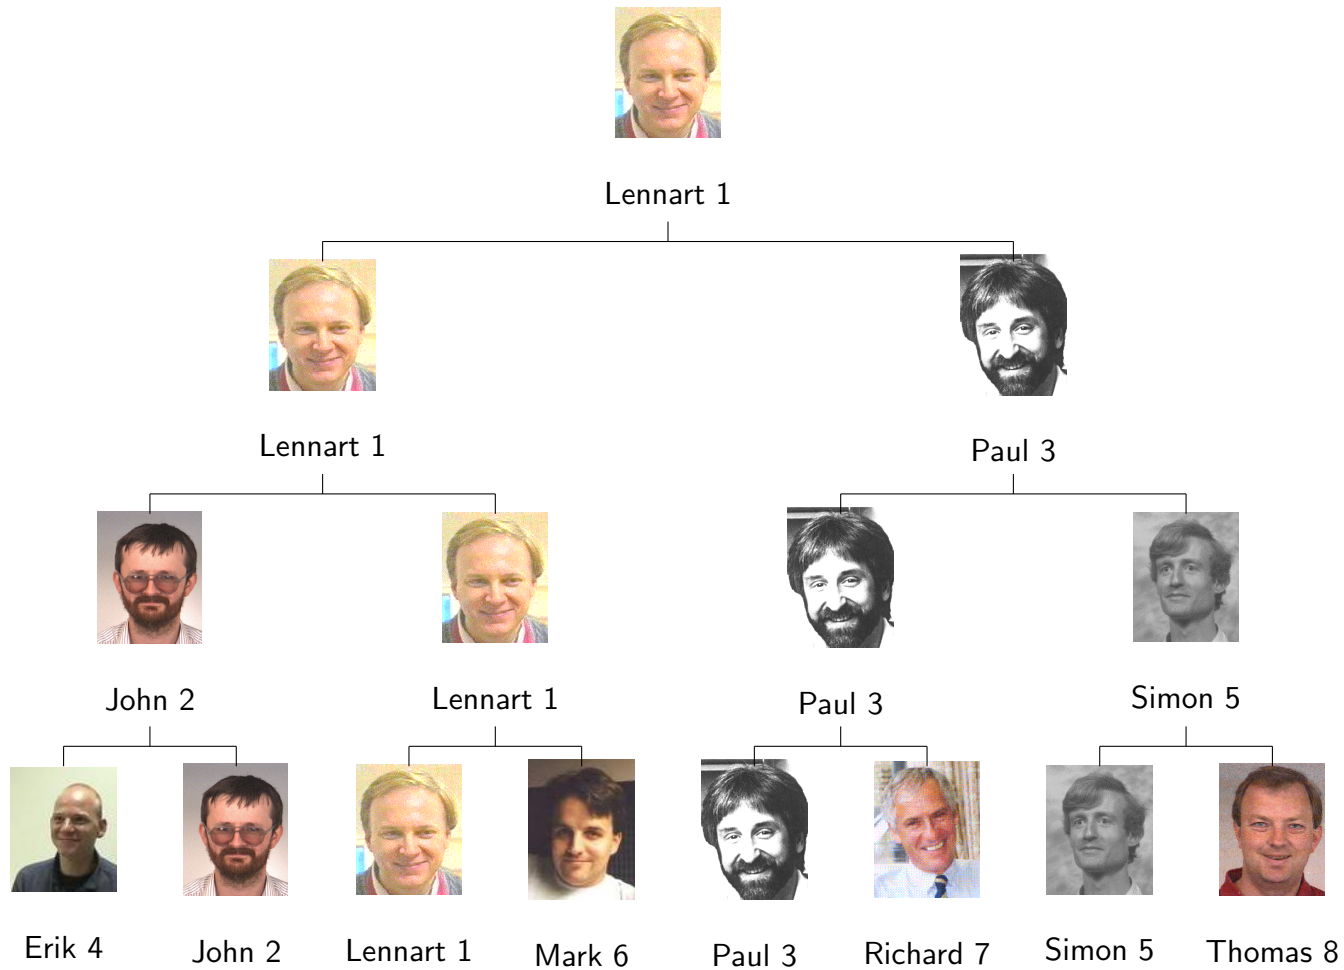 Lennart 1
Lennart 1
Paul 3
John 2
Lennart 1
Paul 3
Simon 5
Erik 4
John 2
Lennart 1
Mark 6
Paul 3
Richard 7
Simon 5
Thomas 8